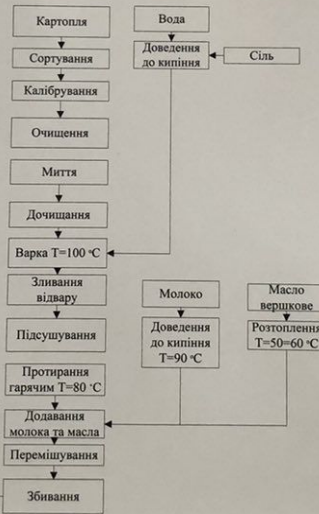 Картопля
Сортування
Калібрування
Очищення
Миття
Дочищання
Варка T=100 °C
Зливання
відвару
Підсушування
Протирання
гарячим T=80 °C
Додавання
молока та масла
Перемішування
Збивання
Вода
Доведення
до кипіння
Сіль
Молоко
Доведення
до кипіння
T=90 °C
Масло
вершкове
Розтоплення
T=50=60 °C